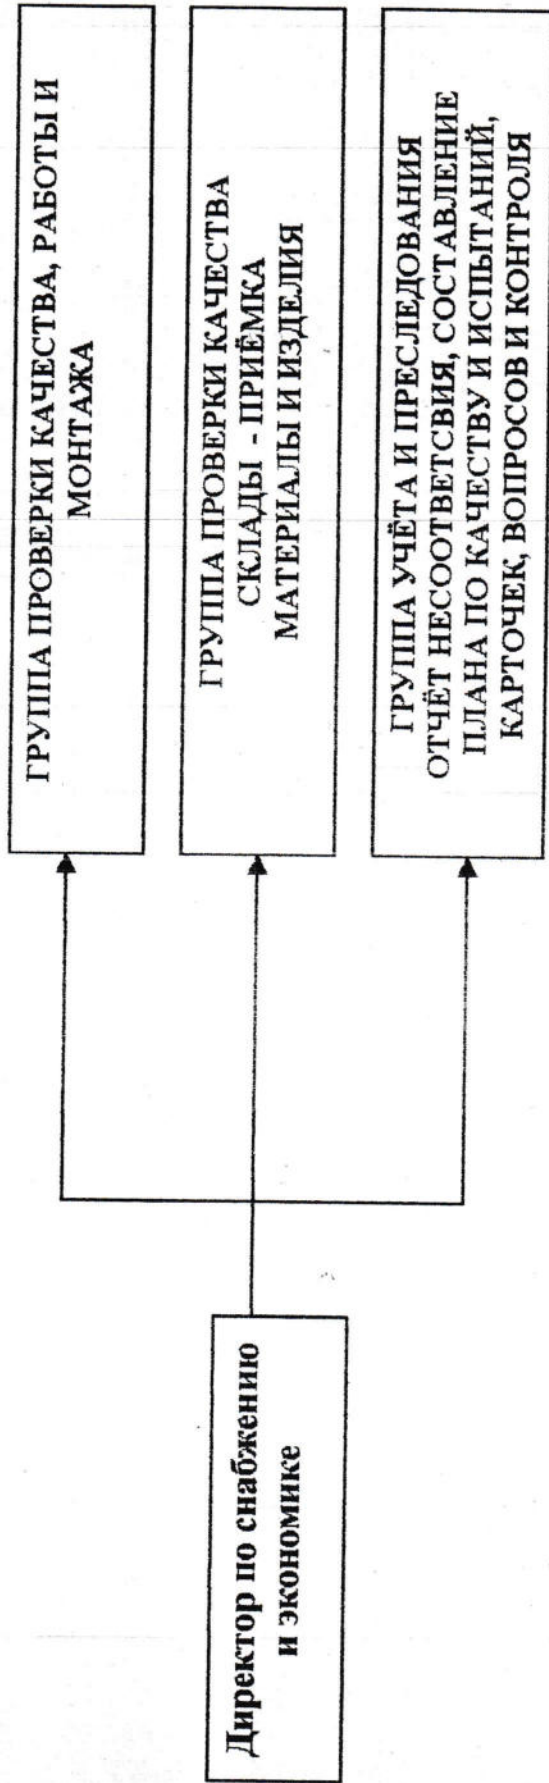 Директор по снабжению
и экономике
ГРУППА ПРОВЕРКИ КАЧЕСТВА, РАБОТЫ И
МОНТАЖА
ГРУППА ПРОВЕРКИ КАЧЕСТВА
СКЛАДЫ - ПРИЁМКА
МАТЕРИАЛЫ И ИЗДЕЛИЯ
ГРУППА УЧЁТА И ПРЕСЛЕДОВАНИЯ
ОТЧЁТ НЕСООТВЕТСВИЯ, СОСТАВЛЕНИЕ
ПЛАНА ПО КАЧЕСТВУ И ИСПЫТАНИЙ,
КАРТОЧЕК, ВОПРОСОВ И КОНТРОЛЯ